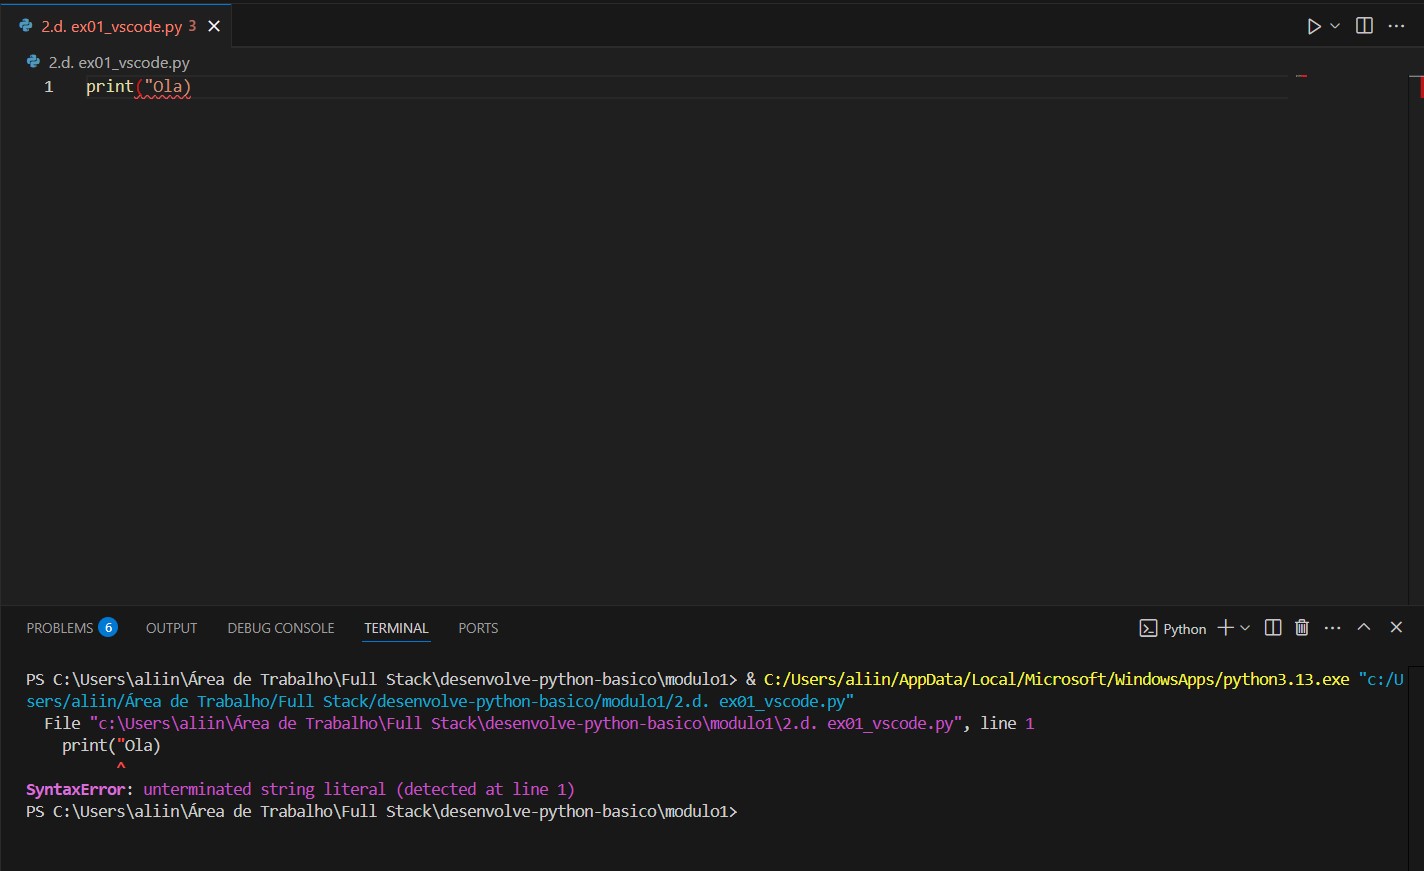 2.d. ex01_vscode.py 3
2.d. ex01_vscode.py
1 print("Ola)
PROBLEMS 6 OUTPUT DEBUG CONSOLE TERMINAL PORTS Python
PS C:\Users\aliin\Área de Trabalho\Full Stack\desenvolve-python-basico\modulo1> & C:/Users/aliin/AppData/Local/Microsoft/WindowsApps/python3.13.exe "c:/U
sers/aliin/Área de Trabalho/Full Stack/desenvolve-python-basico/modulo1/2.d. ex01_vscode.py"
File "c:\Users\aliin\Área de Trabalho\Full Stack\desenvolve-python-basico\modulo1\2.d. ex01_vscode.py", line 1
print("Ola)
^
SyntaxError: unterminated string literal (detected at line 1)
PS C:\Users\aliin\Área de Trabalho\Full Stack\desenvolve-python-basico\modulo1>